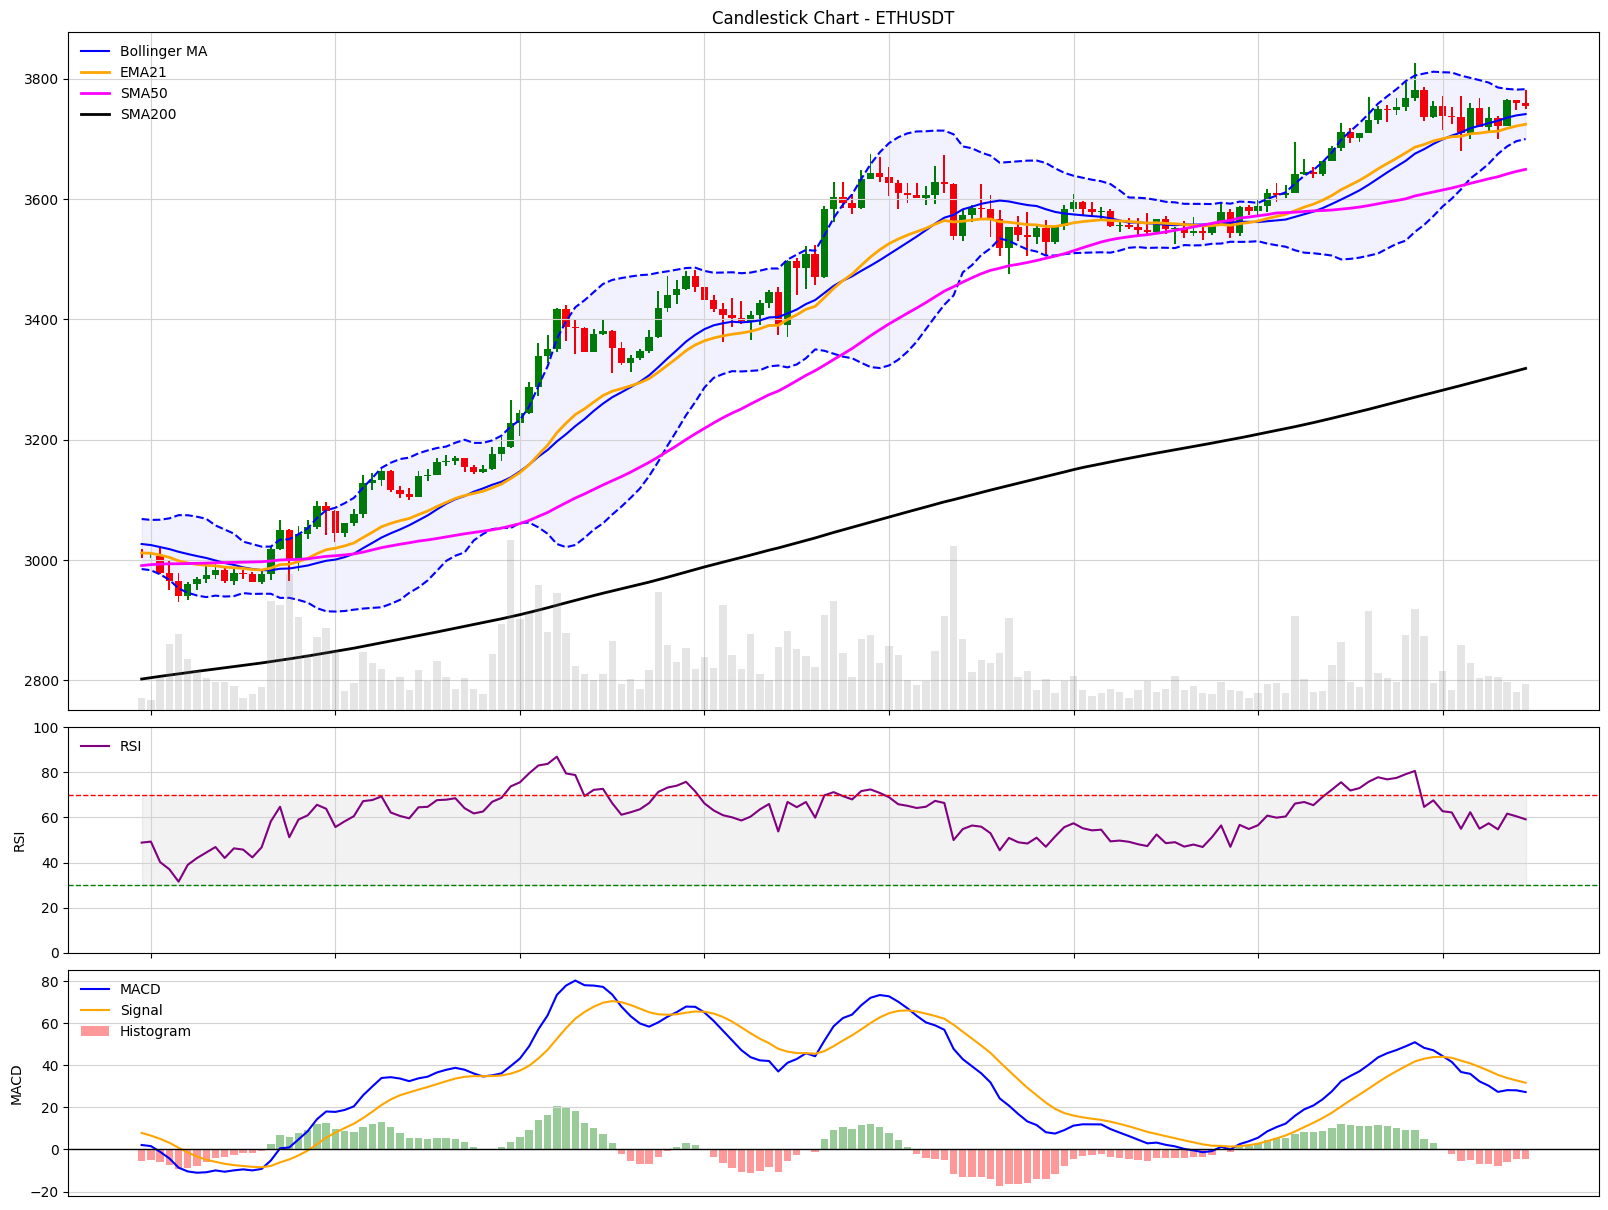 Candlestick Chart - ETHUSDT
Bollinger MA
EMA21
SMA50
SMA200
3800
3600
3400
3200
3000
2800
RSI
100
80
60
40
20
0
RSI
MACD
Signal
Histogram
80
60
40
20
0
−20
MACD